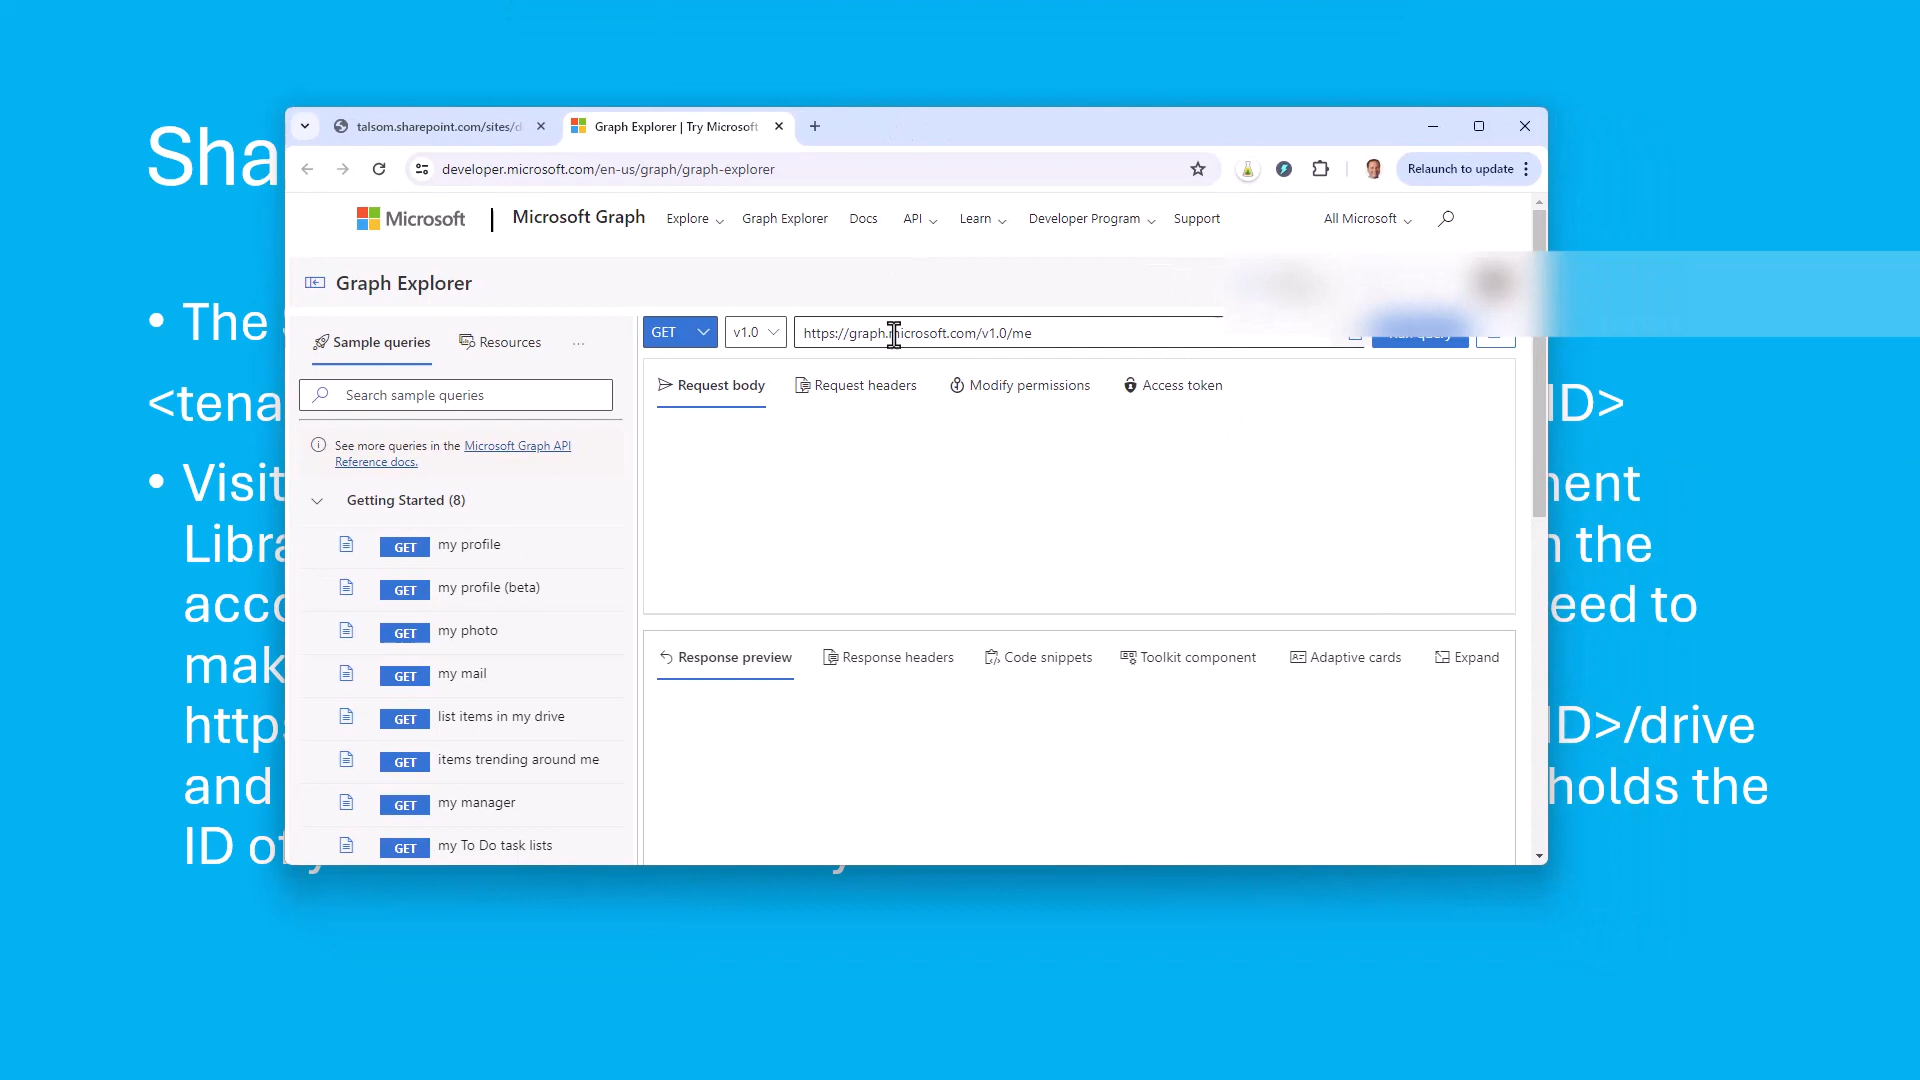 Sha
talsom.sharepoint.com/sites/d
Graph Explorer | Try Microsoft
developer.microsoft.com/en-us/graph/graph-explorer
Relaunch to update
Microsoft
Microsoft Graph
Explore
Graph Explorer
Docs
API
Learn
Developer Program
Support
All Microsoft
Graph Explorer
• The
Sample queries
Resources
...
GET
v1.0
https://graph.microsoft.com/v1.0/me
Run query
Search sample queries
Request body
Request headers
Modify permissions
Access token
<tena
ID>
See more queries in the Microsoft Graph API
Reference docs.
• Visit
nent
Getting Started (8)
GET my profile
Libra
the
GET my profile (beta)
acco
eed to
GET my photo
mak
GET my mail
Response preview
Response headers
Code snippets
Toolkit component
Adaptive cards
Expand
http
ID>/drive
GET list items in my drive
GET items trending around me
and
holds the
GET my manager
ID of
GET my To Do task lists